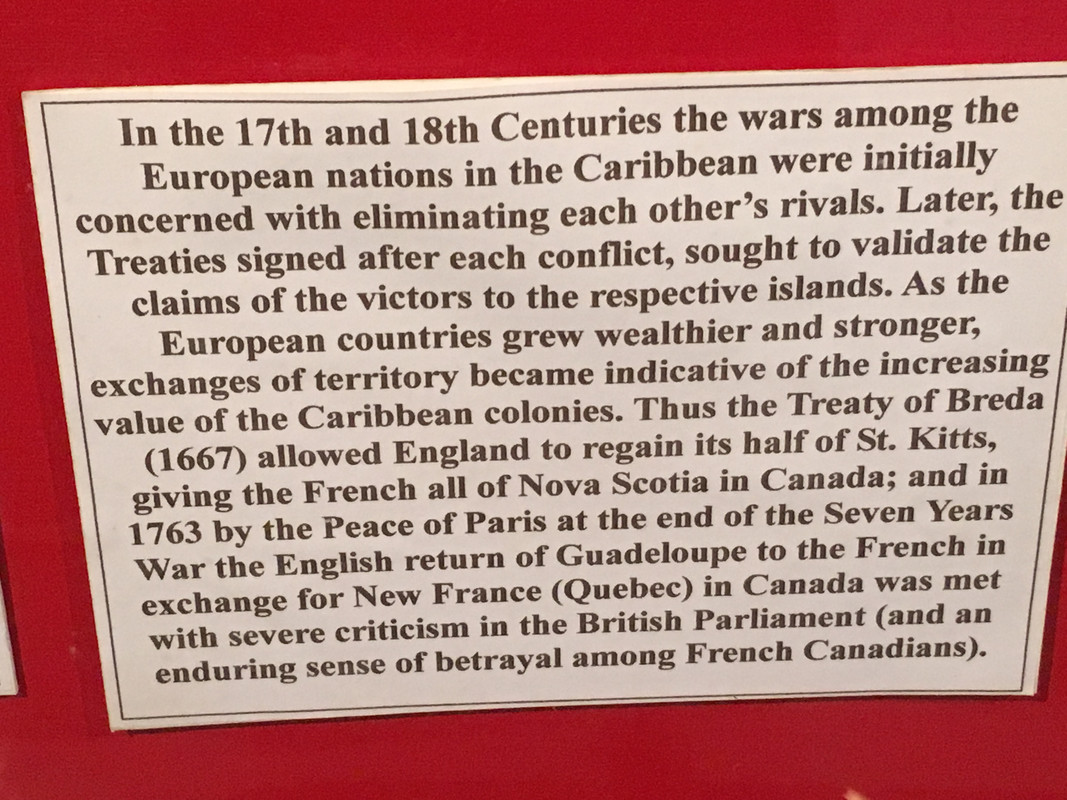 In the 17th and 18th Centuries the wars among the
European nations in the Caribbean were initially
concerned with eliminating each other's rivals. Later, the
Treaties signed after each conflict, sought to validate the
claims of the victors to the respective islands. As the
European countries grew wealthier and stronger,
exchanges of territory became indicative of the increasing
value of the Caribbean colonies. Thus the Treaty of Breda
(1667) allowed England to regain its half of St. Kitts,
giving the French all of Nova Scotia in Canada; and in
1763 by the Peace of Paris at the end of the Seven Years
War the English return of Guadeloupe to the French in
exchange for New France (Quebec) in Canada was met
with severe criticism in the British Parliament (and an
enduring sense of betrayal among French Canadians).